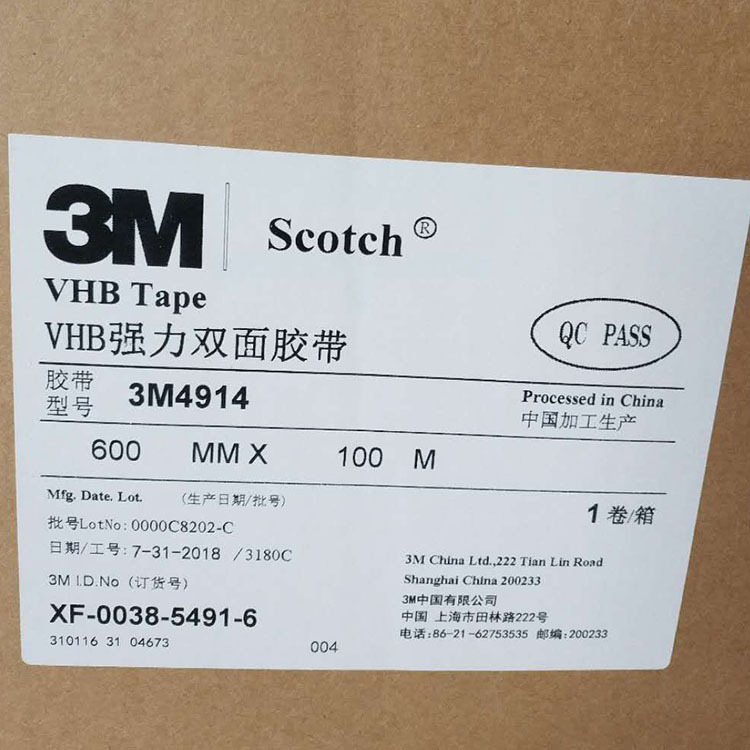 3M
Scotch®
VHB Tape
VHB强力双面胶带
QC PASS
胶带
型号
3M4914
Processed in China
中国加工生产
600 MM X 100 M
Mfg. Date. Lot. (生产日期/批号)
1 卷/箱
批号LotNo:0000C8202-C
日期/工号:7-31-2018 /3180C
3M I.D.No (订货号)
XF-0038-5491-6
310116 31 04673
004
3M China Ltd.,222 Tian Lin Road
Shanghai China 200233
3M中国有限公司
中国 上海市田林路222号
电话:86-21-62753535 邮编:200233